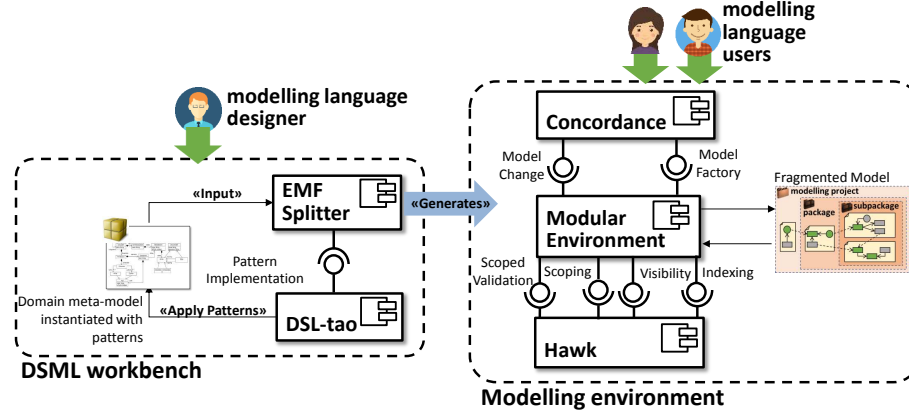 modelling language
designer
«Input»
EMF
Splitter
Pattern
Implementation
Domain meta-model
instantiated with
patterns
«Apply Patterns»
DSL-tao
DSML workbench
«Generates»
modelling
language
users
Concordance
Model
Change
Model
Factory
Modular
Environment
Scoped
Validation
Scoping
Visibility
Indexing
Hawk
Modelling environment
Fragmented Model
modelling project
package
subpackage